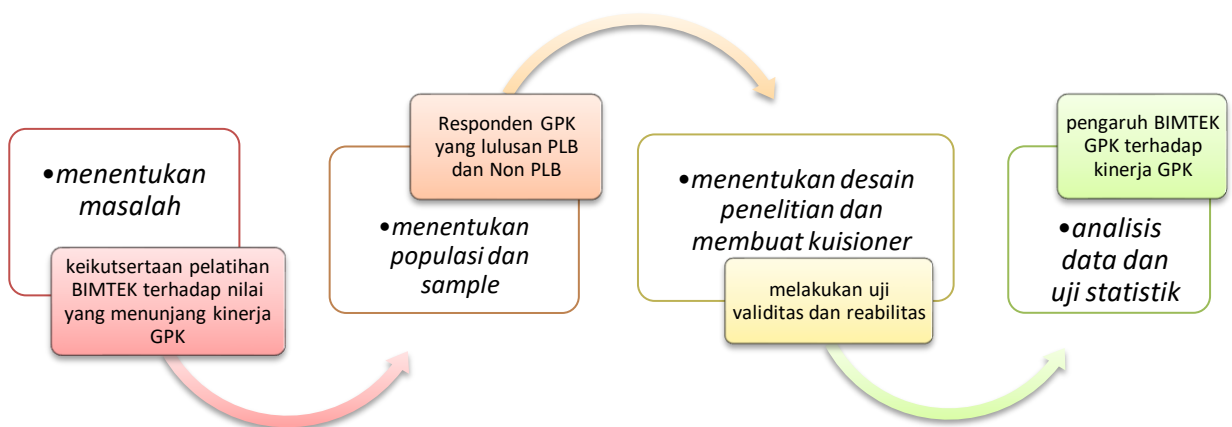 •menentukan
masalah
keikutsertaan pelatihan
BIMTEK terhadap nilai
yang menunjang kinerja
GPK
Responden GPK
yang lulusan PLB
dan Non PLB
•menentukan
populasi dan
sample
•menentukan desain
penelitian dan
membuat kuisioner
melakukan uji
validitas dan reabilitas
pengaruh BIMTEK
GPK terhadap
kinerja GPK
•analisis
data dan
uji statistik